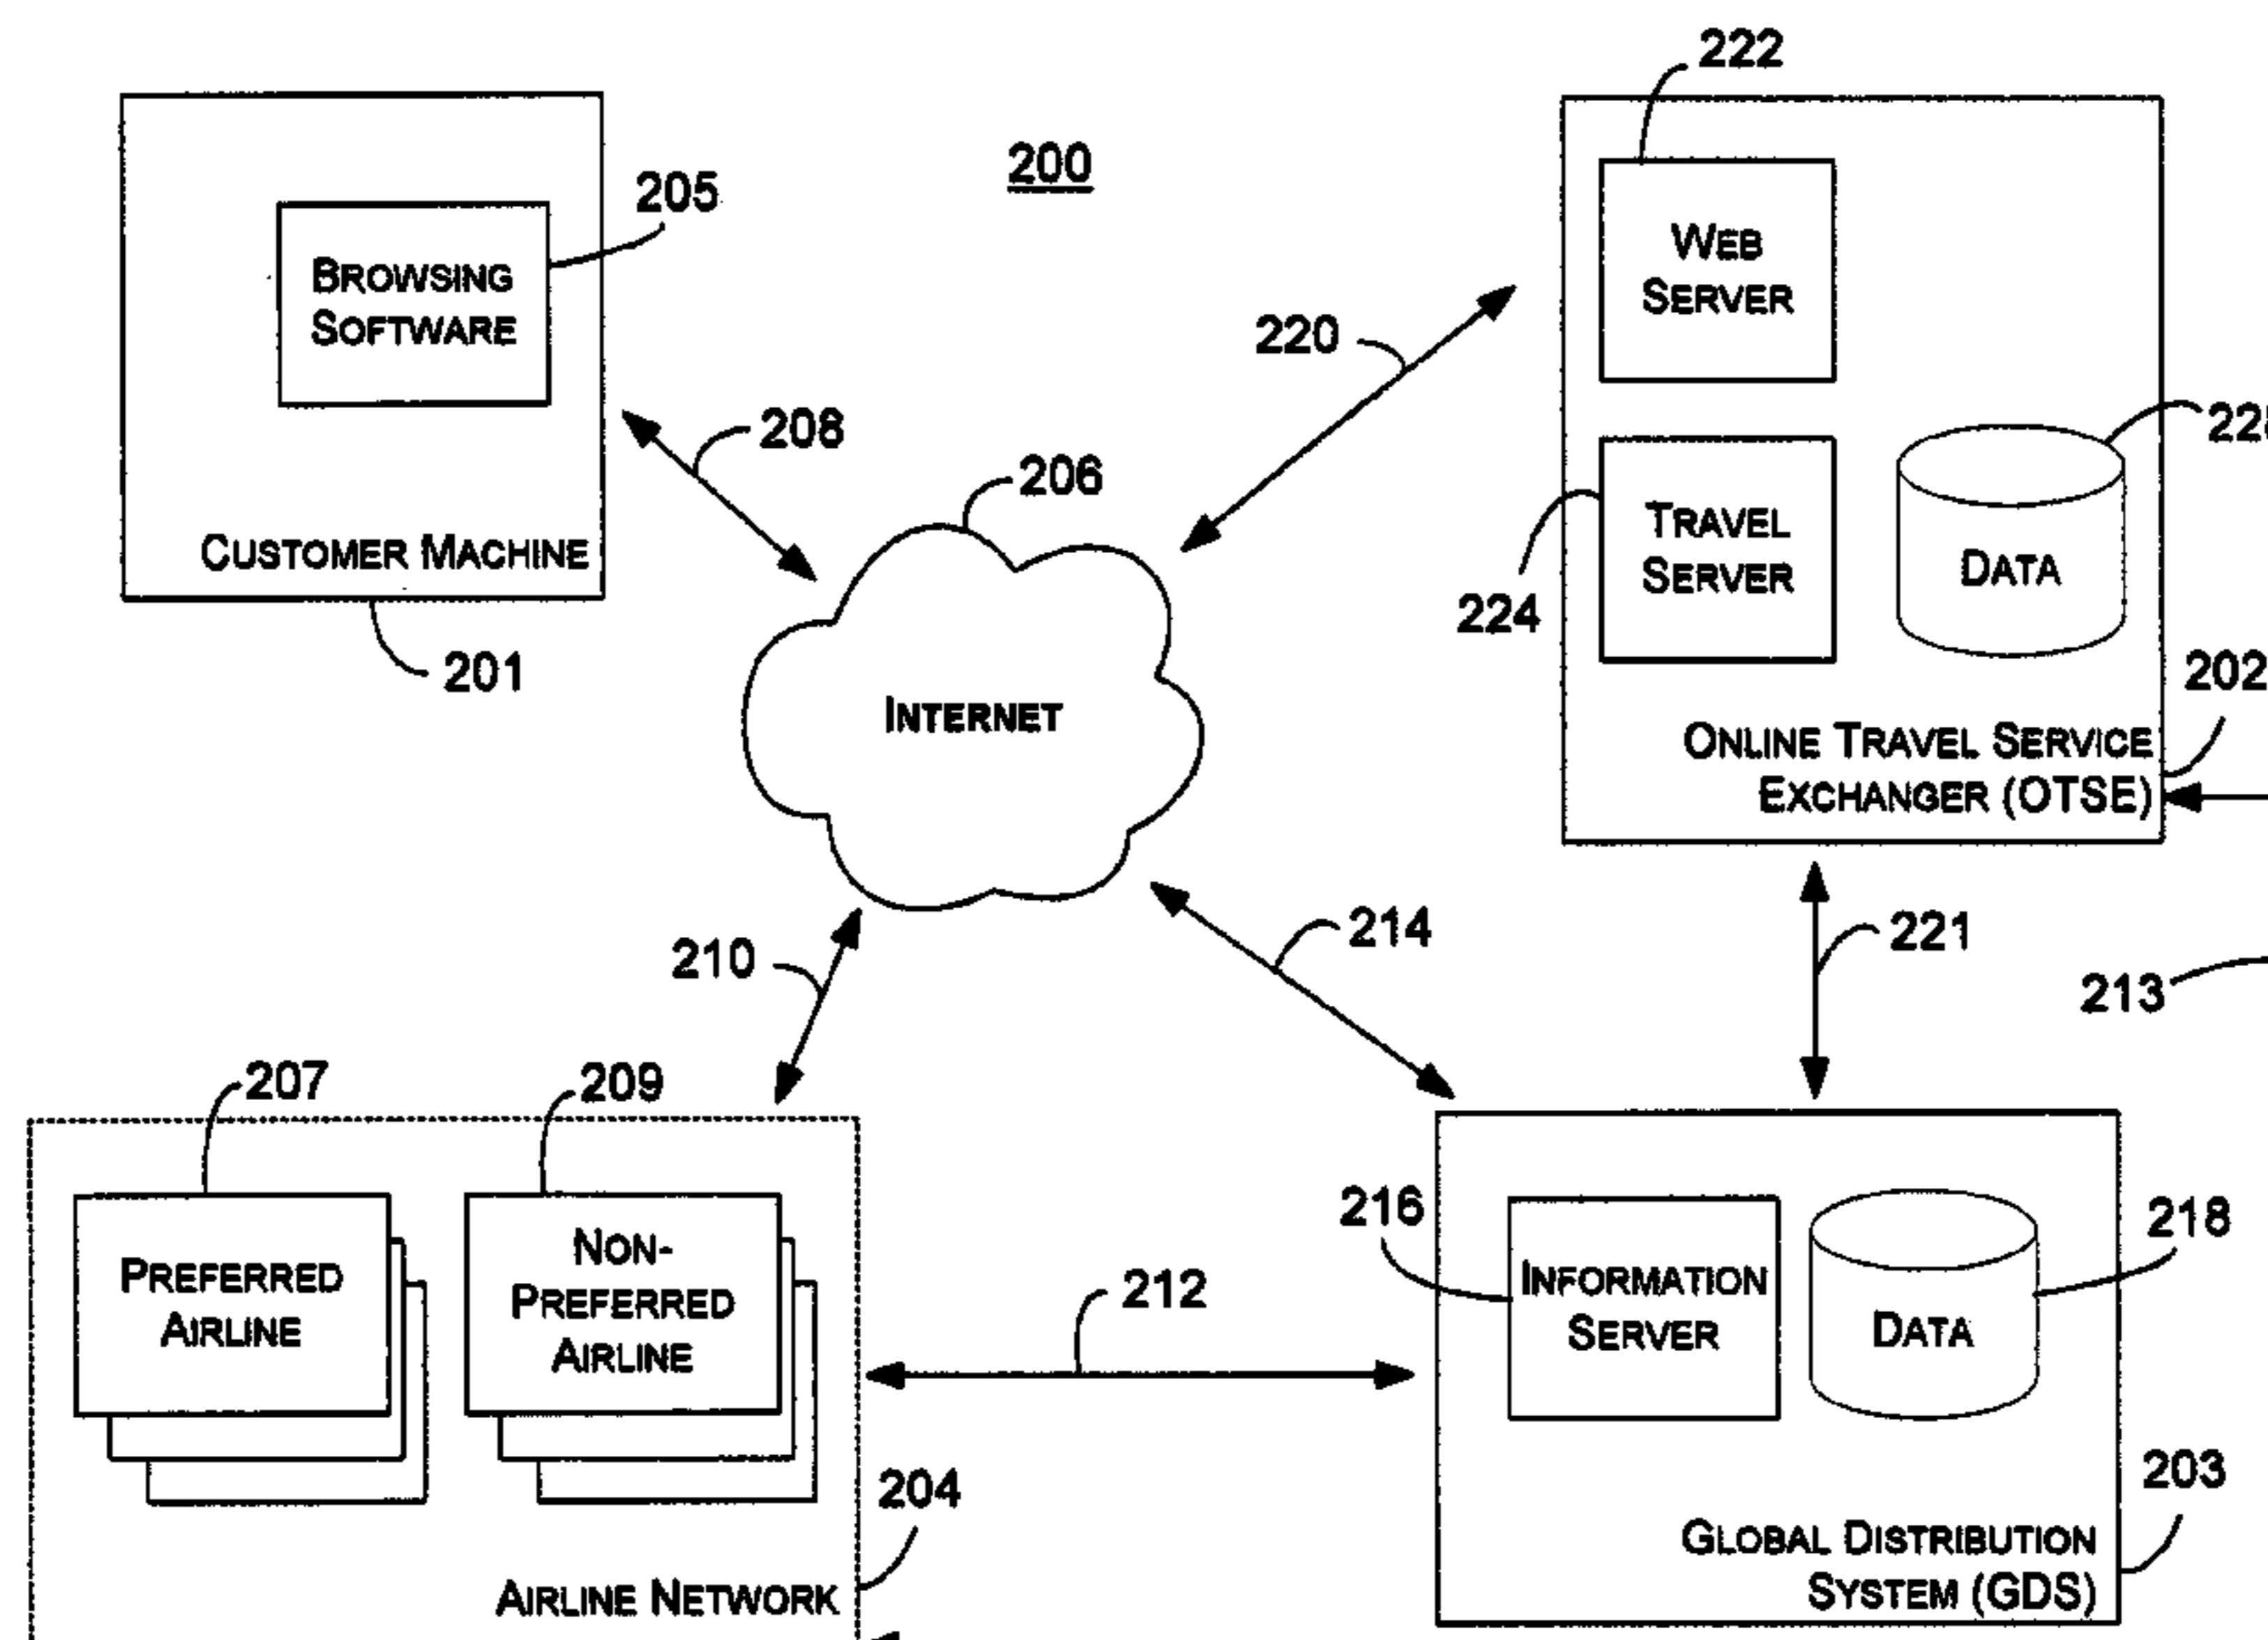 222
200
205
WEB
SERVER
BROWSING
SOFTWARE
220
208
206
TRAVEL
SERVER
DATA
CUSTOMER MACHINE
224
201
202
INTERNET
ONLINE TRAVEL SERVICE
EXCHANGER (OTSE)
210
214
221
213
207
209
PREFERRED
AIRLINE
NON-
PREFERRED
AIRLINE
212
216
218
INFORMATION
SERVER
DATA
204
203
AIRLINE NETWORK
GLOBAL DISTRIBUTION
SYSTEM (GDS)